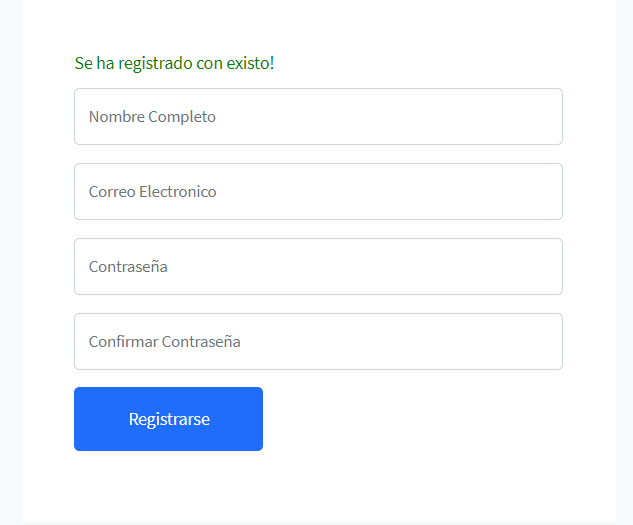 Se ha registrado con existo!
Nombre Completo
Correo Electronico
Contraseña
Confirmar Contraseña
Registrarse